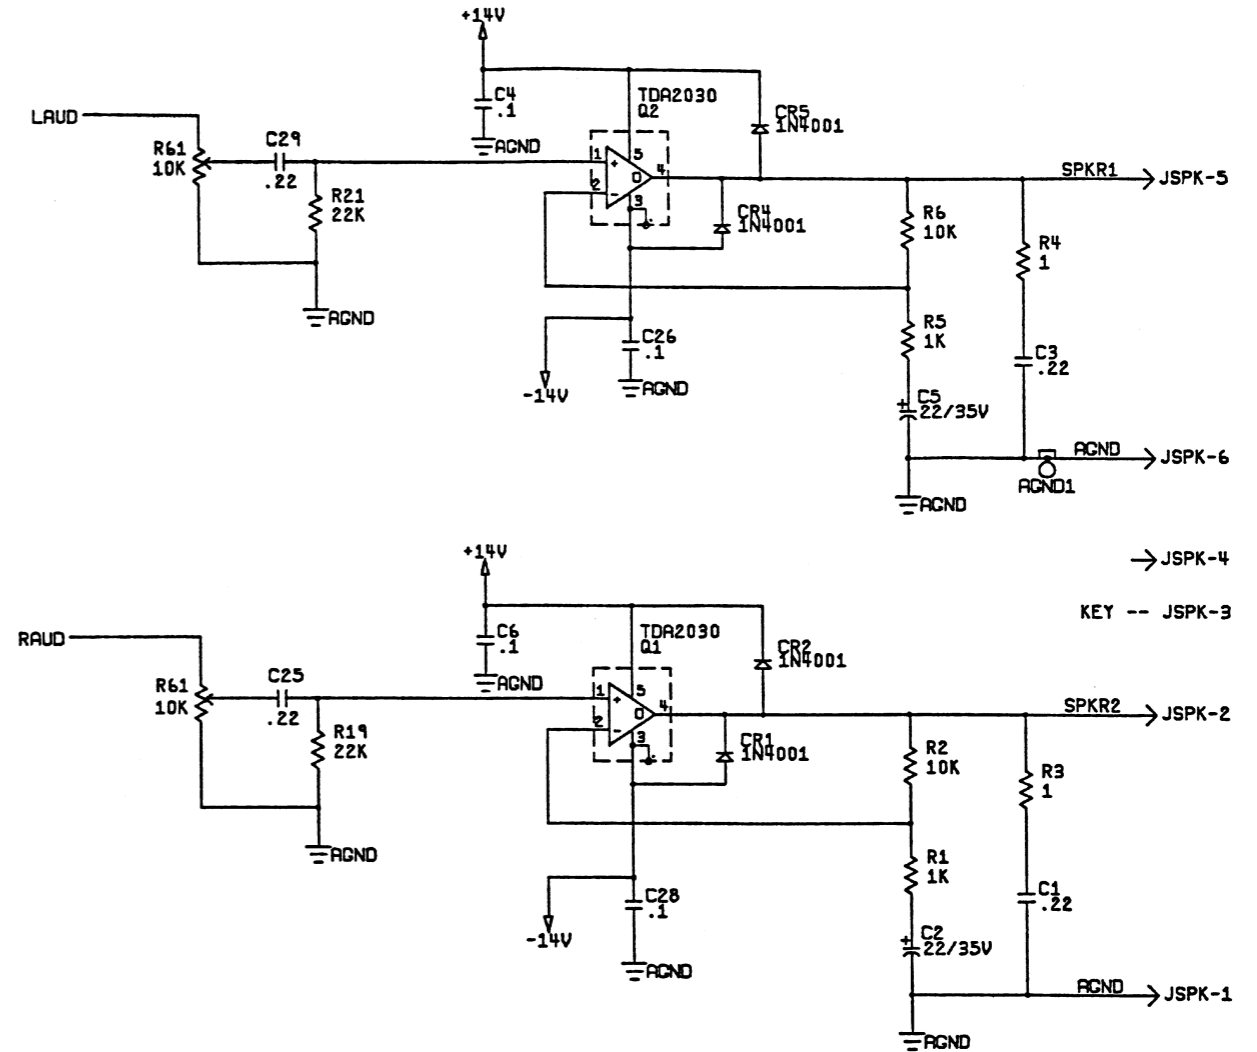 +14V
C4
.1
AGND
TDA2030
Q2
CR5
1N4001
LAUD
R61
10K
C29
.22
R21
22K
AGND
1
+
5
O
4
2
-
3
CR4
1N4001
SPKR1
JSPK-5
R6
10K
R4
1
R5
1K
C3
.22
-14V
C26
.1
AGND
+
C5
22/35V
AGND
JSPK-6
AGND1
AGND
JSPK-4
KEY -- JSPK-3
+14V
C6
.1
AGND
TDA2030
Q1
CR2
1N4001
RAUD
R61
10K
C25
.22
R19
22K
AGND
1
+
5
O
4
2
-
3
CR1
1N4001
SPKR2
JSPK-2
R2
10K
R3
1
R1
1K
C1
.22
-14V
C28
.1
AGND
+
C2
22/35V
AGND
JSPK-1
AGND